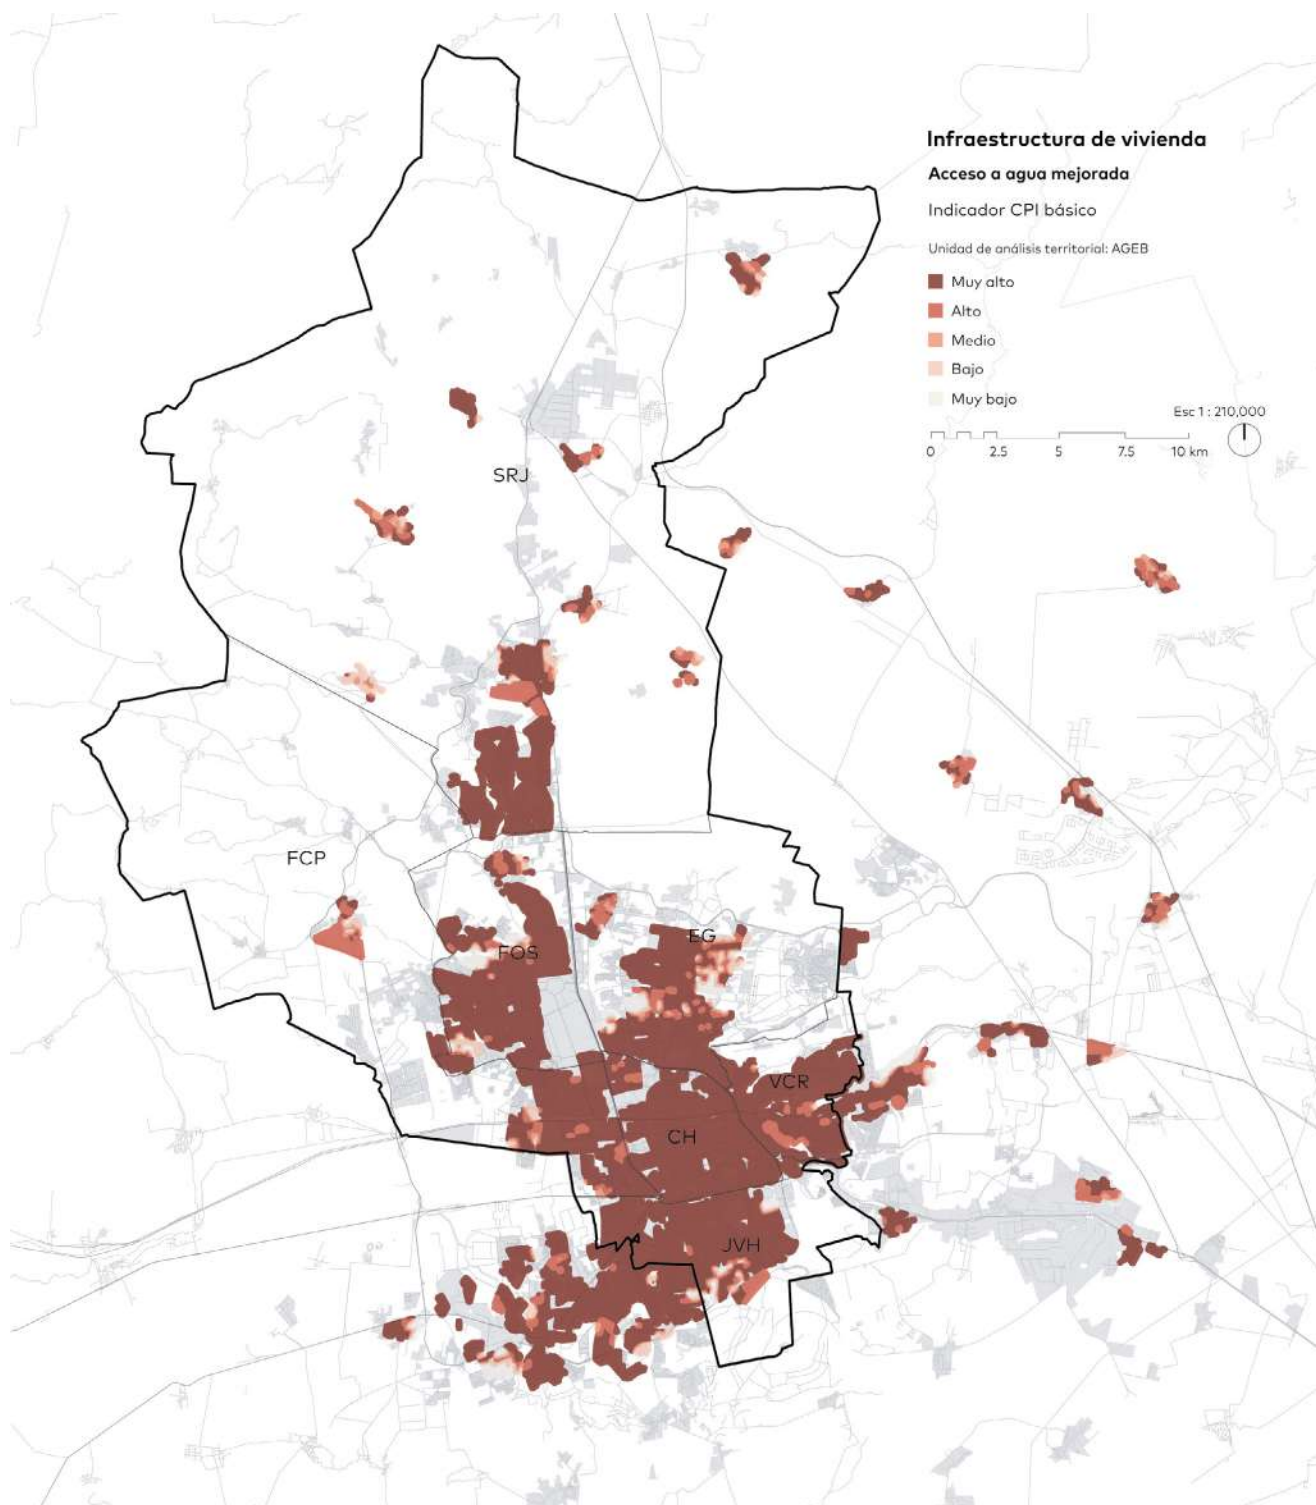 Infraestructura de vivienda
Acceso a agua mejorada
Indicador CPI básico
Unidad de análisis territorial: AGEB
Muy alto
Alto
Medio
Bajo
Muy bajo
Esc 1 : 210,000
0 2.5 5 7.5 10 km
SRJ
FCP
EG
FOS
VCR
CH
JVH